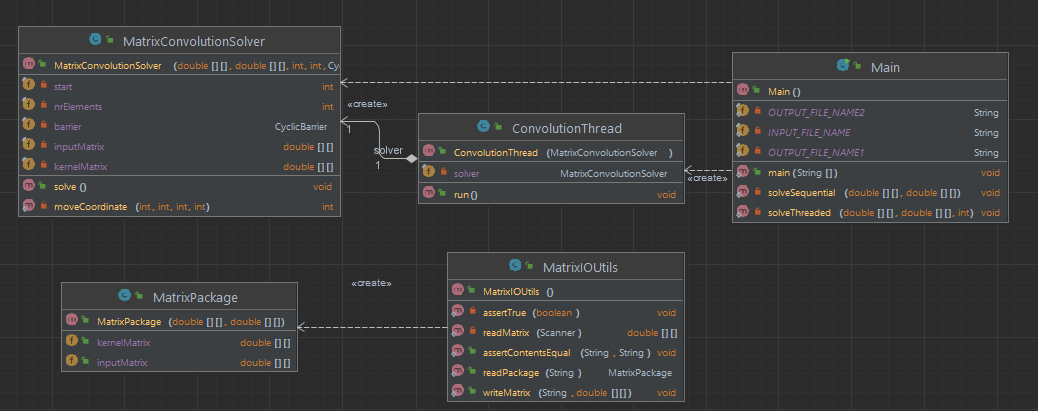 MatrixConvolutionSolver
MatrixConvolutionSolver (double [][], double [][], int, int, Cy
start int
nrElements int
barrier CyclicBarrier
inputMatrix double [][]
kernelMatrix double [][]
solve () void
moveCoordinate (int, int, int, int) int
«create»
1
solver
1
ConvolutionThread
ConvolutionThread (MatrixConvolutionSolver )
solver MatrixConvolutionSolver
run () void
«create»
Main
Main ()
OUTPUT_FILE_NAME2 String
INPUT_FILE_NAME String
OUTPUT_FILE_NAME1 String
main (String []) void
solveSequential (double [][], double [][]) void
solveThreaded (double [][], double [][], int) void
MatrixPackage
MatrixPackage (double [][], double [][])
kernelMatrix double [][]
inputMatrix double [][]
«create»
MatrixIOUtils
MatrixIOUtils ()
assertTrue (boolean ) void
readMatrix (Scanner ) double [][]
assertContentsEqual (String , String ) void
readPackage (String ) MatrixPackage
writeMatrix (String , double [][]) void